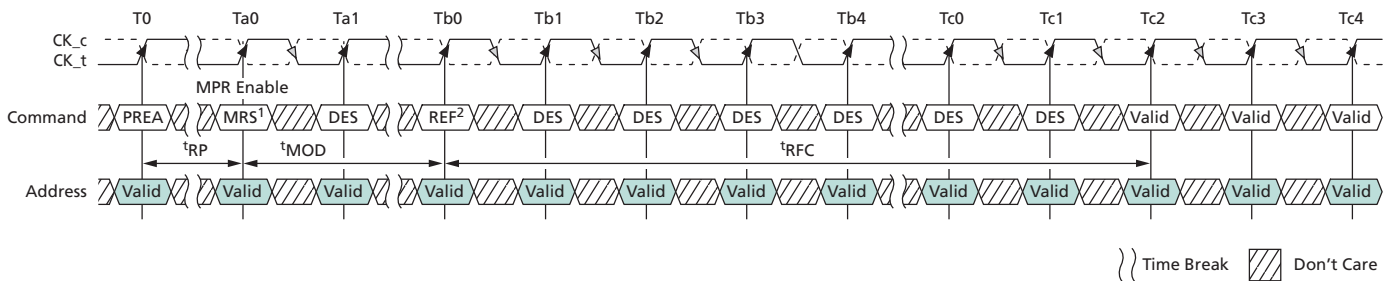 T0 Ta0 Ta1 Tb0 Tb1 Tb2 Tb3 Tb4 Tc0 Tc1 Tc2 Tc3 Tc4
CK_c
CK_t
MPR Enable
Command PREA MRS¹ DES REF² DES DES DES DES DES DES Valid Valid Valid
ᵗRP ᵗMOD ᵗRFC
Address Valid Valid Valid Valid Valid Valid Valid Valid Valid Valid Valid Valid Valid
Time Break Don't Care